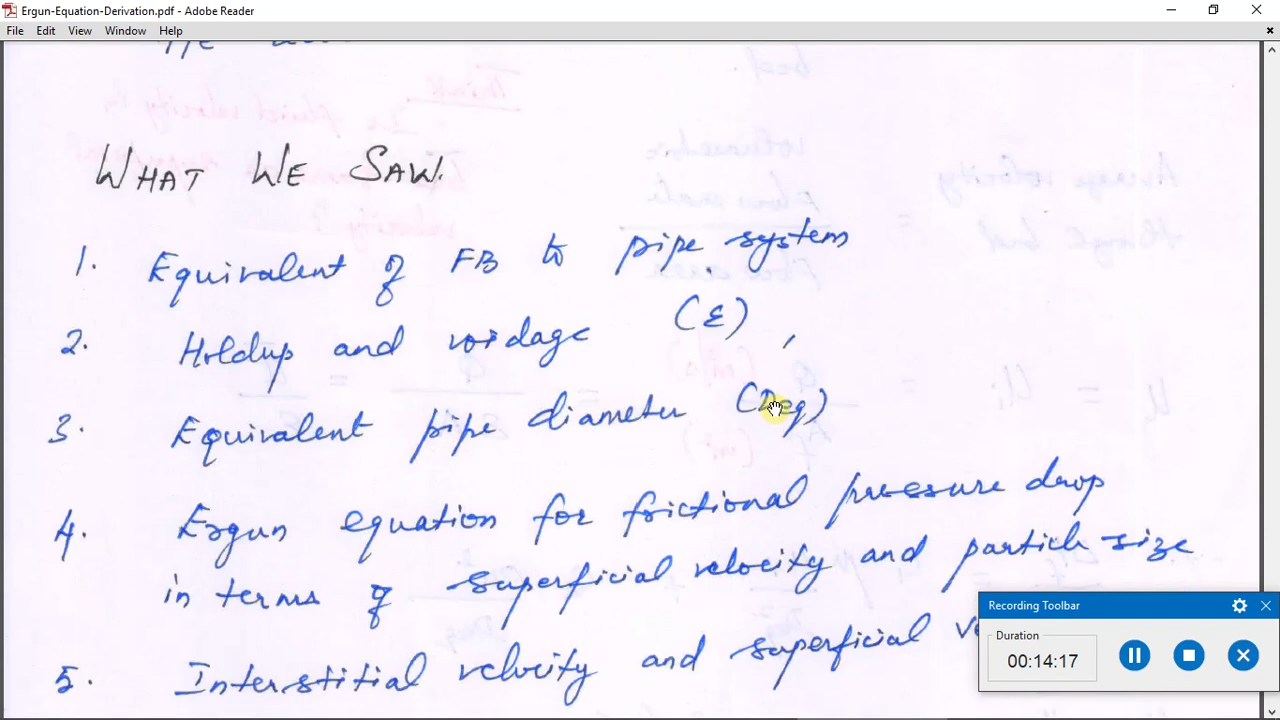 Ergun-Equation-Derivation.pdf - Adobe Reader
File Edit View Window Help
WHAT WE SAW.
1. Equivalent of FB to pipe system
2. Holdup and voidage (ε),
3. Equivalent pipe diameter (Deq)
4. Ergun equation for frictional pressure drop
in terms of superficial velocity and particle size
5. Interstitial velocity and superficial
Recording Toolbar
Duration
00:14:17